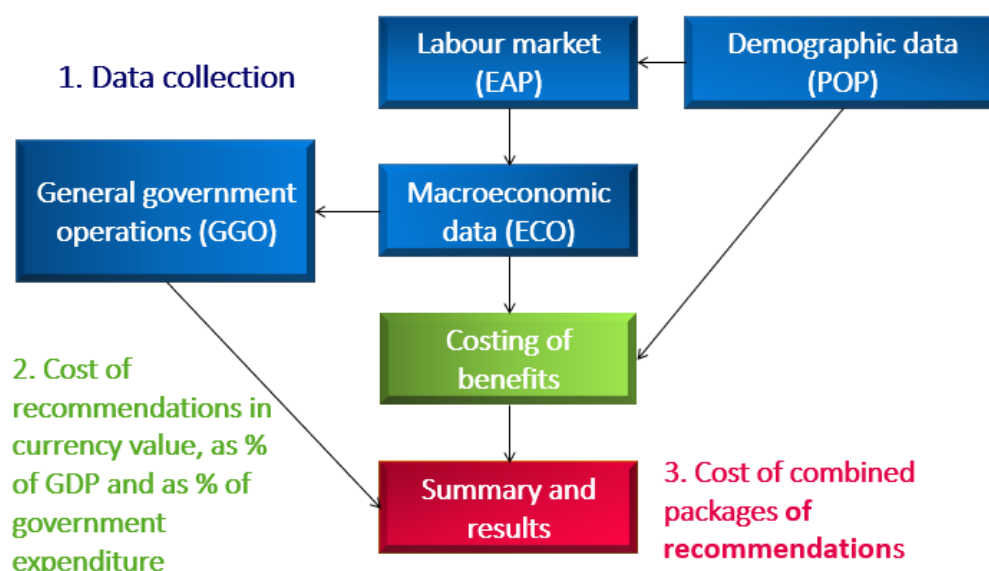 1. Data collection
Labour market
(EAP)
Demographic data
(POP)
General government
operations (GGO)
Macroeconomic
data (ECO)
Costing of
benefits
2. Cost of
recommendations in
currency value, as %
of GDP and as % of
government
expenditure
Summary and
results
3. Cost of combined
packages of
recommendations